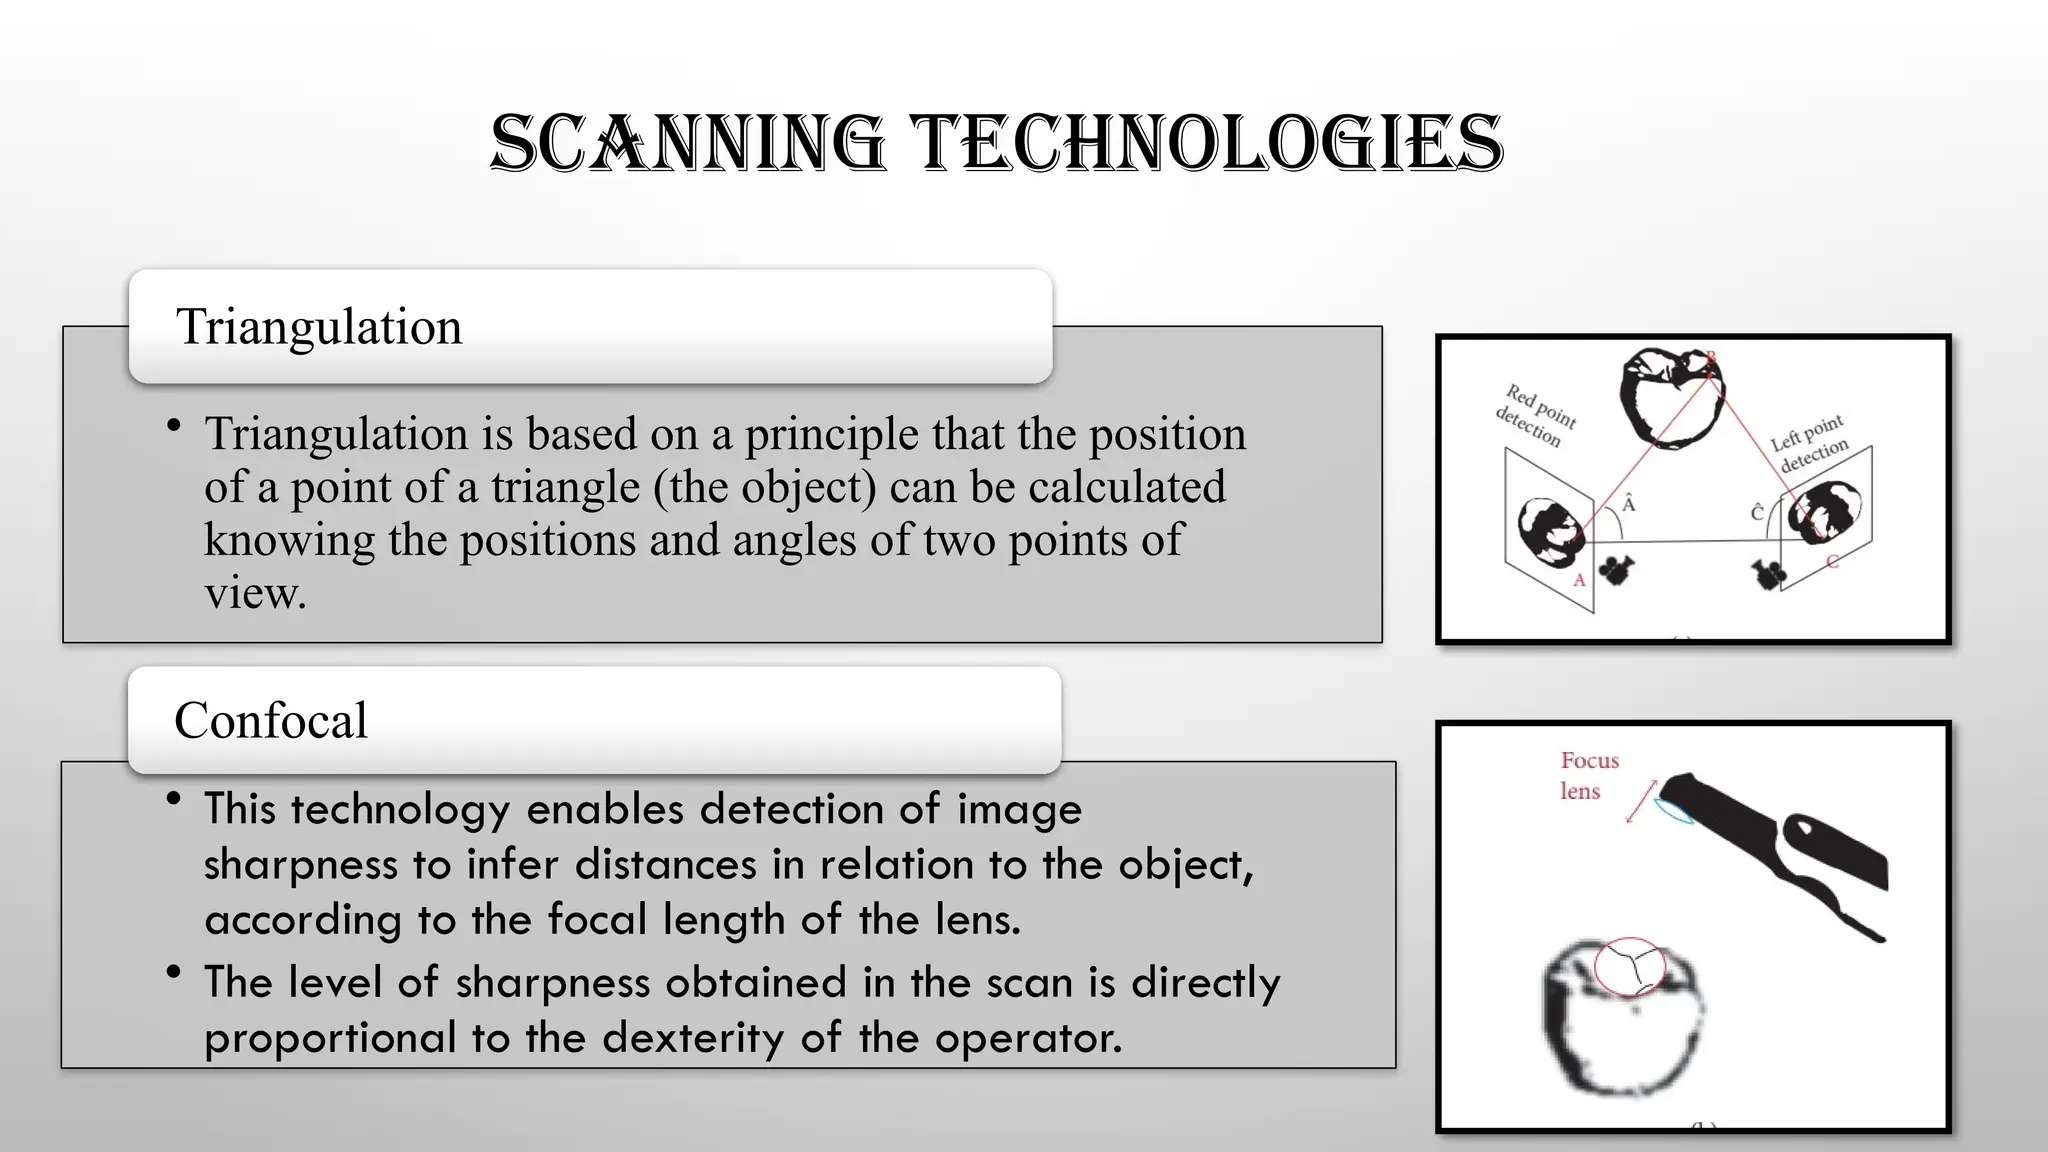 SCANNING TECHNOLOGIES
Triangulation
• Triangulation is based on a principle that the position
of a point of a triangle (the object) can be calculated
knowing the positions and angles of two points of
view.
B
Red point
detection
Left point
detection
Â
Ĉ
A
C
Confocal
• This technology enables detection of image
sharpness to infer distances in relation to the object,
according to the focal length of the lens.
• The level of sharpness obtained in the scan is directly
proportional to the dexterity of the operator.
Focus
lens